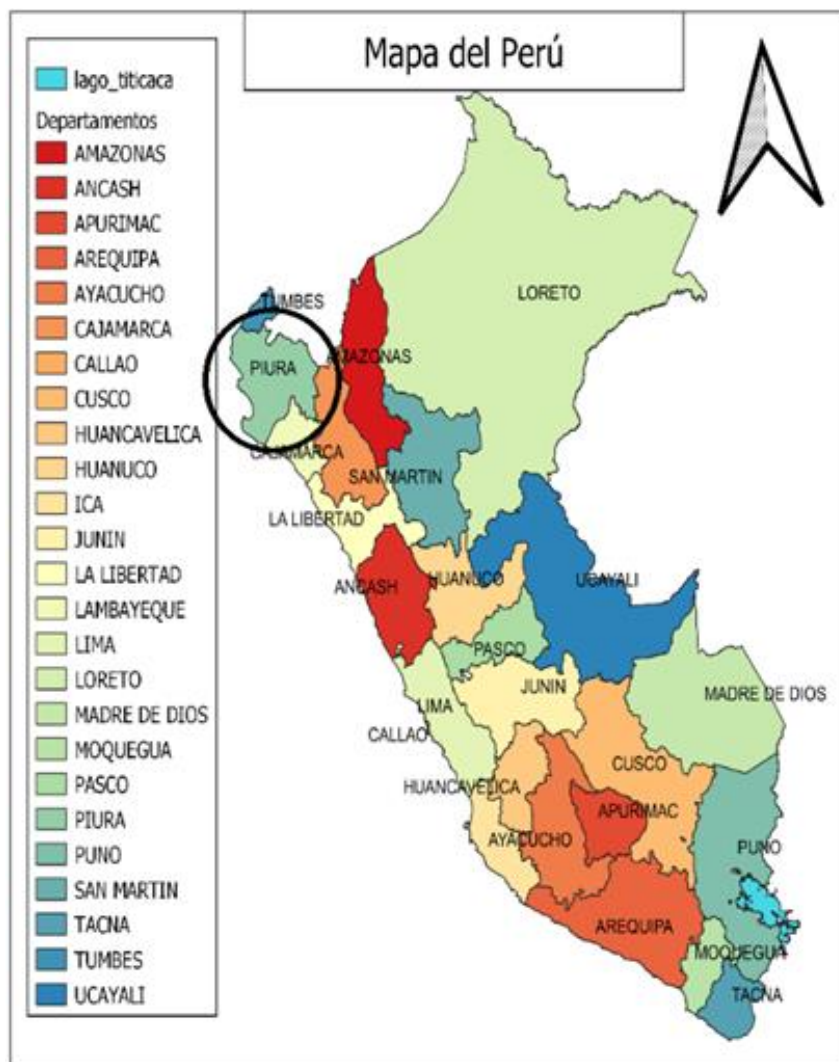 Mapa del Perú
lago_titicaca
Departamentos
AMAZONAS
ANCASH
APURIMAC
AREQUIPA
AYACUCHO
CAJAMARCA
CALLAO
CUSCO
HUANCAVELICA
HUANUCO
ICA
JUNIN
LA LIBERTAD
LAMBAYEQUE
LIMA
LORETO
MADRE DE DIOS
MOQUEGUA
PASCO
PIURA
PUNO
SAN MARTIN
TACNA
TUMBES
UCAYALI
LORETO
TUMBES
AMAZONAS
PIURA
CAJAMARCA
SAN MARTIN
LA LIBERTAD
ANCASH
HUANUCO
UCAYALI
PASCO
JUNIN
MADRE DE DIOS
LIMA
CALLAO
CUSCO
HUANCAVELICA
APURIMAC
AYACUCHO
PUNO
AREQUIPA
MOQUEGUA
TACNA